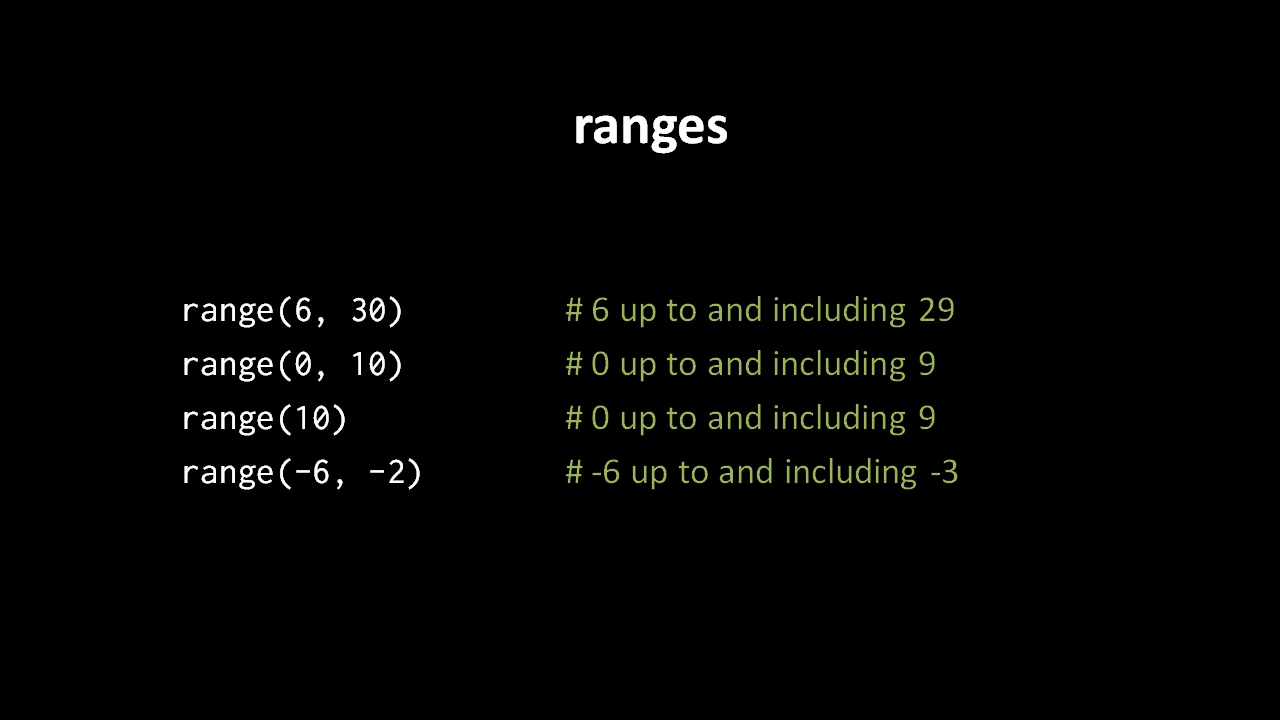 ranges
range(6, 30) # 6 up to and including 29
range(0, 10) # 0 up to and including 9
range(10) # 0 up to and including 9
range(-6, -2) # -6 up to and including -3